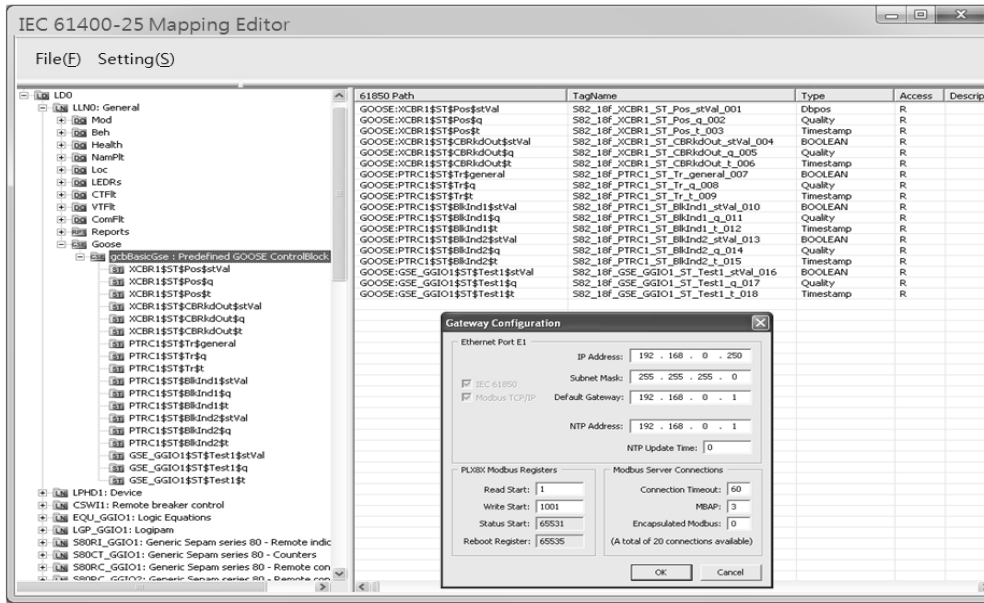 IEC 61400-25 Mapping Editor
File(F) Setting(S)
LD0
LLN0: General
Mod
Beh
Health
NamPlt
Loc
LEDRs
CTFlt
VTFlt
ComFlt
Reports
Goose
gcbBasicGse : Predefined GOOSE ControlBlock
XCBR1$ST$Pos$stVal
XCBR1$ST$Pos$q
XCBR1$ST$Pos$t
XCBR1$ST$CBRkdOut$stVal
XCBR1$ST$CBRkdOut$q
XCBR1$ST$CBRkdOut$t
PTRC1$ST$Tr$general
PTRC1$ST$Tr$q
PTRC1$ST$Tr$t
PTRC1$ST$BlkInd1$stVal
PTRC1$ST$BlkInd1$q
PTRC1$ST$BlkInd1$t
PTRC1$ST$BlkInd2$stVal
PTRC1$ST$BlkInd2$q
PTRC1$ST$BlkInd2$t
GSE_GGIO1$ST$Test1$stVal
GSE_GGIO1$ST$Test1$q
GSE_GGIO1$ST$Test1$t
LPHD1: Device
CSWI1: Remote breaker control
EQU_GGIO1: Logic Equations
LGP_GGIO1: Logipam
S80RI_GGIO1: Generic Sepam series 80 - Remote indic
S80CT_GGIO1: Generic Sepam series 80 - Counters
S80RC_GGIO1: Generic Sepam series 80 - Remote con
S80RC_GGIO2: Generic Sepam series 80 - Remote con
61850 Path TagName Type Access Descrip
GOOSE:XCBR1$ST$Pos$stVal S82_18f_XCBR1_ST_Pos_stVal_001 Dbpos R
GOOSE:XCBR1$ST$Pos$q S82_18f_XCBR1_ST_Pos_q_002 Quality R
GOOSE:XCBR1$ST$Pos$t S82_18f_XCBR1_ST_Pos_t_003 Timestamp R
GOOSE:XCBR1$ST$CBRkdOut$stVal S82_18f_XCBR1_ST_CBRkdOut_stVal_004 BOOLEAN R
GOOSE:XCBR1$ST$CBRkdOut$q S82_18f_XCBR1_ST_CBRkdOut_q_005 Quality R
GOOSE:XCBR1$ST$CBRkdOut$t S82_18f_XCBR1_ST_CBRkdOut_t_006 Timestamp R
GOOSE:PTRC1$ST$Tr$general S82_18f_PTRC1_ST_Tr_general_007 BOOLEAN R
GOOSE:PTRC1$ST$Tr$q S82_18f_PTRC1_ST_Tr_q_008 Quality R
GOOSE:PTRC1$ST$Tr$t S82_18f_PTRC1_ST_Tr_t_009 Timestamp R
GOOSE:PTRC1$ST$BlkInd1$stVal S82_18f_PTRC1_ST_BlkInd1_stVal_010 BOOLEAN R
GOOSE:PTRC1$ST$BlkInd1$q S82_18f_PTRC1_ST_BlkInd1_q_011 Quality R
GOOSE:PTRC1$ST$BlkInd1$t S82_18f_PTRC1_ST_BlkInd1_t_012 Timestamp R
GOOSE:PTRC1$ST$BlkInd2$stVal S82_18f_PTRC1_ST_BlkInd2_stVal_013 BOOLEAN R
GOOSE:PTRC1$ST$BlkInd2$q S82_18f_PTRC1_ST_BlkInd2_q_014 Quality R
GOOSE:PTRC1$ST$BlkInd2$t S82_18f_PTRC1_ST_BlkInd2_t_015 Timestamp R
GOOSE:GSE_GGIO1$ST$Test1$stVal S82_18f_GSE_GGIO1_ST_Test1_stVal_016 BOOLEAN R
GOOSE:GSE_GGIO1$ST$Test1$q S82_18f_GSE_GGIO1_ST_Test1_q_017 Quality R
GOOSE:GSE_GGIO1$ST$Test1$t S82_18f_GSE_GGIO1_ST_Test1_t_018 Timestamp R
Gateway Configuration
Ethernet Port E1
IP Address: 192 . 168 . 0 . 250
IEC 61850
Subnet Mask: 255 . 255 . 255 . 0
Modbus TCP/IP
Default Gateway: 192 . 168 . 0 . 1
NTP Address: 192 . 168 . 0 . 1
NTP Update Time: 0
PLX8X Modbus Registers
Read Start: 1
Write Start: 1001
Status Start: 65531
Reboot Register: 65535
Modbus Server Connections
Connection Timeout: 60
MBAP: 3
Encapsulated Modbus: 0
(A total of 20 connections available)
OK Cancel